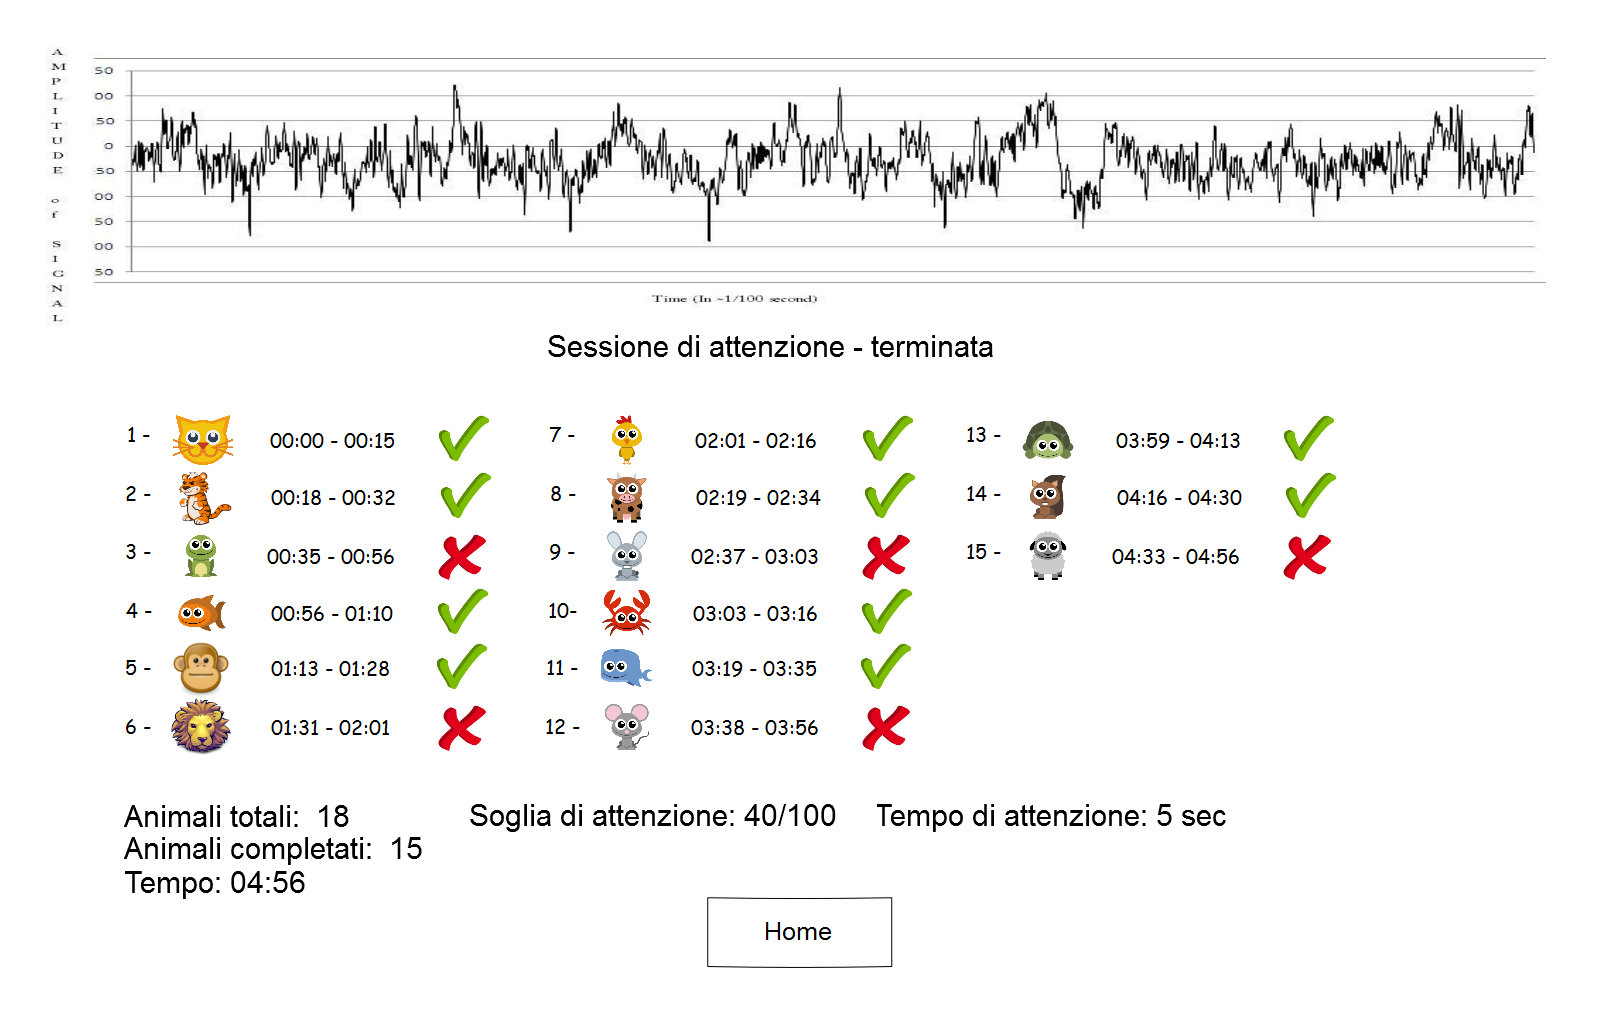 AMPLITUDE of SIGNAL
50
00
50
0
50
00
50
00
50
Time (In ~1/100 second)
Sessione di attenzione - terminata
1 - 00:00 - 00:15
2 - 00:18 - 00:32
3 - 00:35 - 00:56
4 - 00:56 - 01:10
5 - 01:13 - 01:28
6 - 01:31 - 02:01
7 - 02:01 - 02:16
8 - 02:19 - 02:34
9 - 02:37 - 03:03
10- 03:03 - 03:16
11 - 03:19 - 03:35
12 - 03:38 - 03:56
13 - 03:59 - 04:13
14 - 04:16 - 04:30
15 - 04:33 - 04:56
Animali totali: 18
Animali completati: 15
Tempo: 04:56
Soglia di attenzione: 40/100
Tempo di attenzione: 5 sec
Home